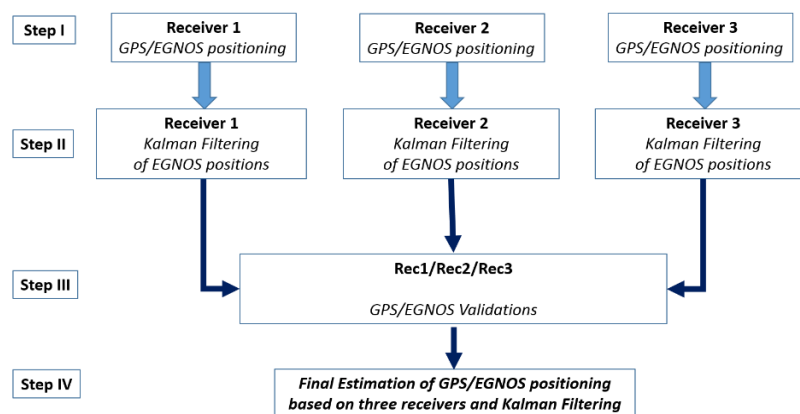 Step I
Receiver 1
GPS/EGNOS positioning
Receiver 2
GPS/EGNOS positioning
Receiver 3
GPS/EGNOS positioning
Step II
Receiver 1
Kalman Filtering
of EGNOS positions
Receiver 2
Kalman Filtering
of EGNOS positions
Receiver 3
Kalman Filtering
of EGNOS positions
Step III
Rec1/Rec2/Rec3
GPS/EGNOS Validations
Step IV
Final Estimation of GPS/EGNOS positioning
based on three receivers and Kalman Filtering